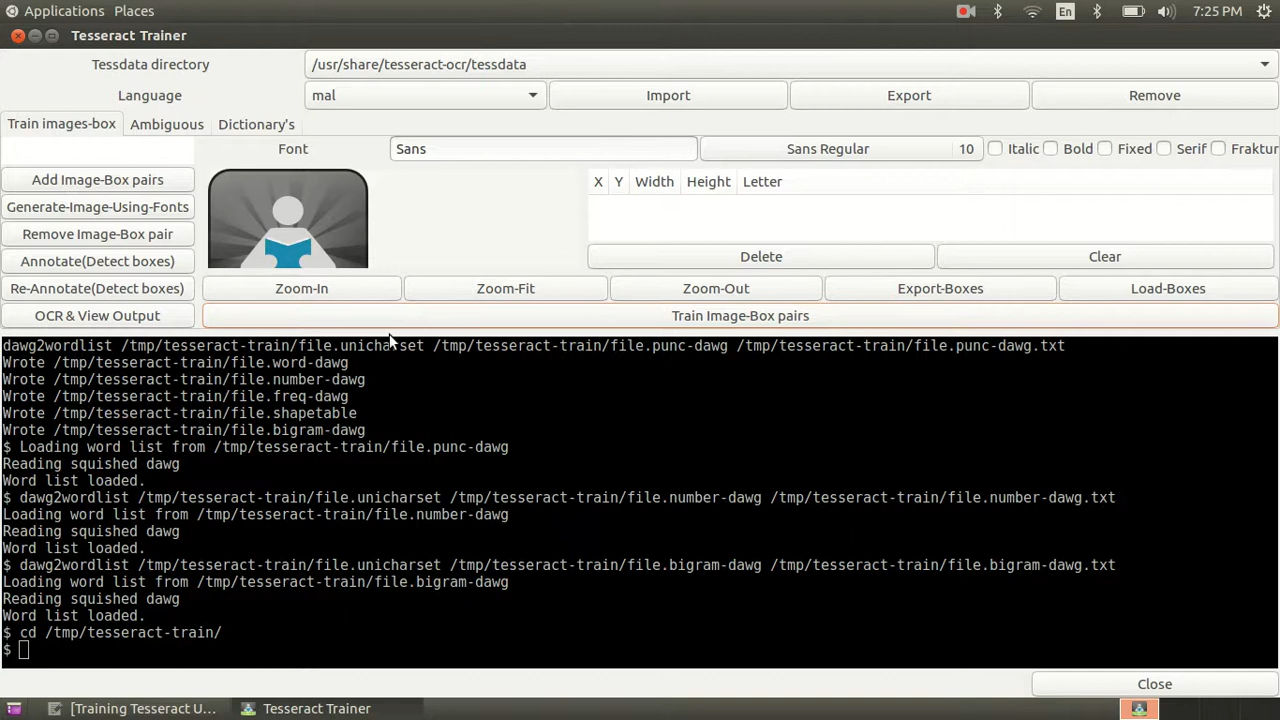 Applications Places En 7:25 PM
Tesseract Trainer
Tessdata directory /usr/share/tesseract-ocr/tessdata
Language mal Import Export Remove
Train images-box Ambiguous Dictionary's
Font Sans Sans Regular 10 Italic Bold Fixed Serif Fraktur
Add Image-Box pairs X Y Width Height Letter
Generate-Image-Using-Fonts
Remove Image-Box pair
Annotate(Detect boxes) Delete Clear
Re-Annotate(Detect boxes) Zoom-In Zoom-Fit Zoom-Out Export-Boxes Load-Boxes
OCR & View Output Train Image-Box pairs
dawg2wordlist /tmp/tesseract-train/file.unicharset /tmp/tesseract-train/file.punc-dawg /tmp/tesseract-train/file.punc-dawg.txt
Wrote /tmp/tesseract-train/file.word-dawg
Wrote /tmp/tesseract-train/file.number-dawg
Wrote /tmp/tesseract-train/file.freq-dawg
Wrote /tmp/tesseract-train/file.shapetable
Wrote /tmp/tesseract-train/file.bigram-dawg
$ Loading word list from /tmp/tesseract-train/file.punc-dawg
Reading squished dawg
Word list loaded.
$ dawg2wordlist /tmp/tesseract-train/file.unicharset /tmp/tesseract-train/file.number-dawg /tmp/tesseract-train/file.number-dawg.txt
Loading word list from /tmp/tesseract-train/file.number-dawg
Reading squished dawg
Word list loaded.
$ dawg2wordlist /tmp/tesseract-train/file.unicharset /tmp/tesseract-train/file.bigram-dawg /tmp/tesseract-train/file.bigram-dawg.txt
Loading word list from /tmp/tesseract-train/file.bigram-dawg
Reading squished dawg
Word list loaded.
$ cd /tmp/tesseract-train/
$
Close
[Training Tesseract U... Tesseract Trainer